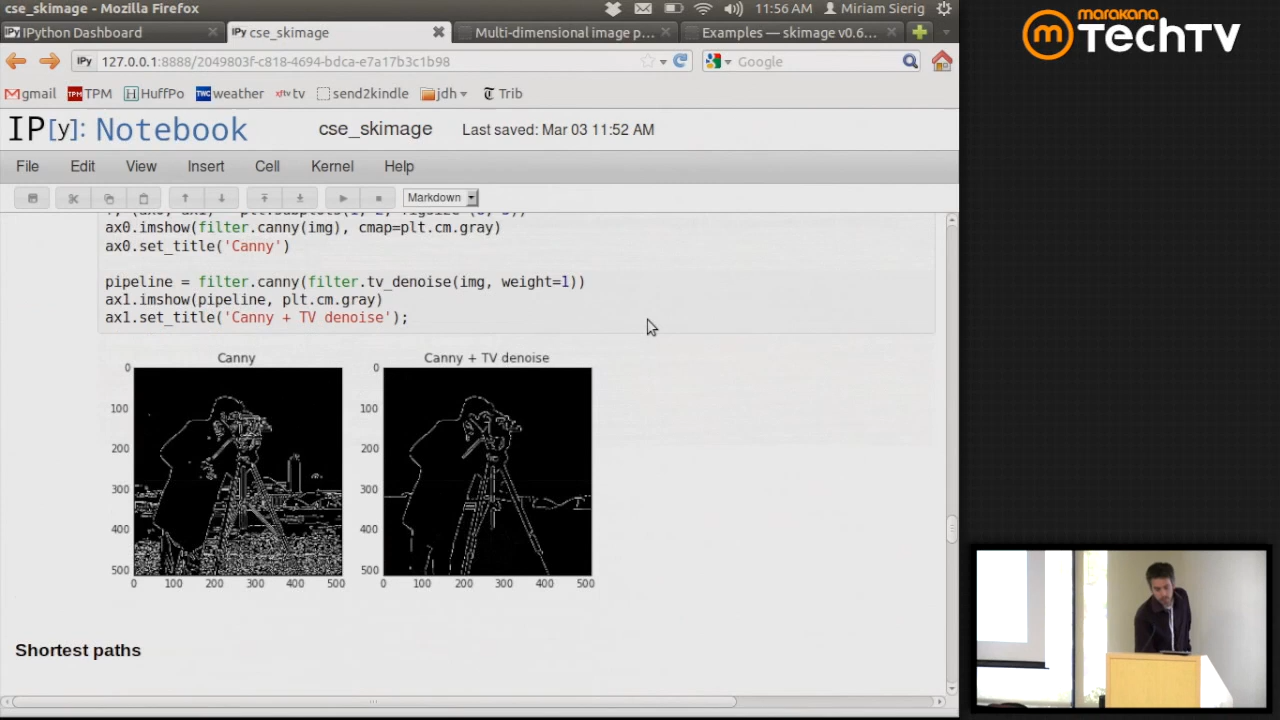 cse_skimage - Mozilla Firefox
11:56 AM
Miriam Sierig
marakana
TechTV
IPython Dashboard
cse_skimage
Multi-dimensional image p...
Examples — skimage v0.6...
127.0.0.1:8888/2049803f-c818-4694-bdca-e7a17b3c1b98
Google
gmail
TPM
HuffPo
weather
xftv tv
send2kindle
jdh
Trib
IP[y]: Notebook
cse_skimage
Last saved: Mar 03 11:52 AM
File Edit View Insert Cell Kernel Help
Markdown
ax0.imshow(filter.canny(img), cmap=plt.cm.gray)
ax0.set_title('Canny')
pipeline = filter.canny(filter.tv_denoise(img, weight=1))
ax1.imshow(pipeline, plt.cm.gray)
ax1.set_title('Canny + TV denoise');
Canny
Canny + TV denoise
0
100
200
300
400
500
0 100 200 300 400 500
0
100
200
300
400
500
0 100 200 300 400 500
Shortest paths